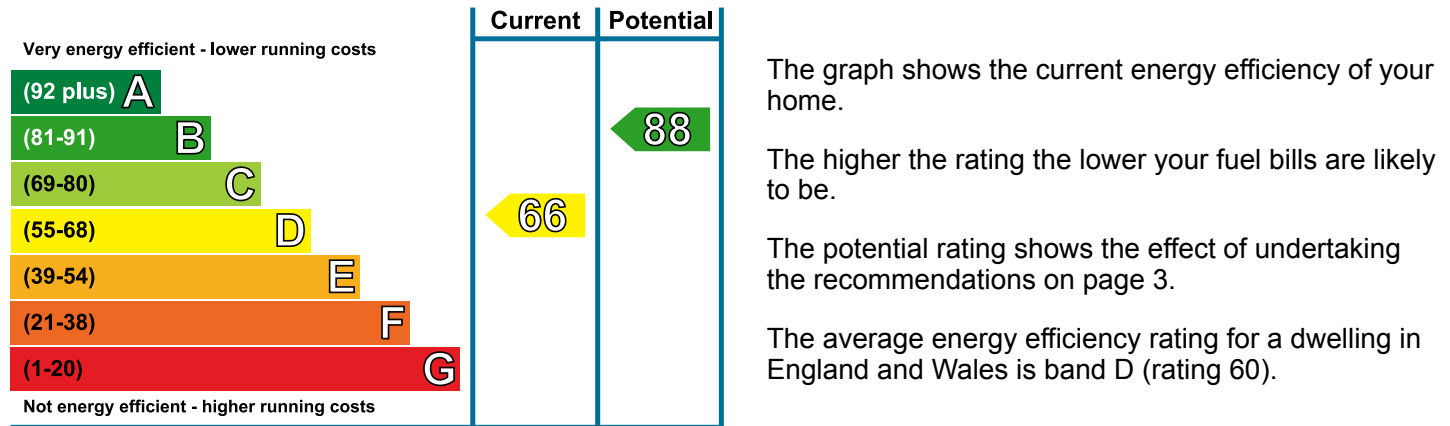 Current Potential
Very energy efficient - lower running costs
(92 plus) A
(81-91) B
88
(69-80) C
(55-68) D
66
(39-54) E
(21-38) F
(1-20) G
Not energy efficient - higher running costs
The graph shows the current energy efficiency of your
home.
The higher the rating the lower your fuel bills are likely
to be.
The potential rating shows the effect of undertaking
the recommendations on page 3.
The average energy efficiency rating for a dwelling in
England and Wales is band D (rating 60).